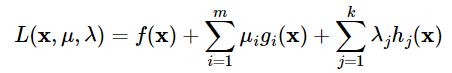 L(x, μ, λ) = f(x) + ∑_{i=1}^{m} μ_i g_i(x) + ∑_{j=1}^{k} λ_j h_j(x)